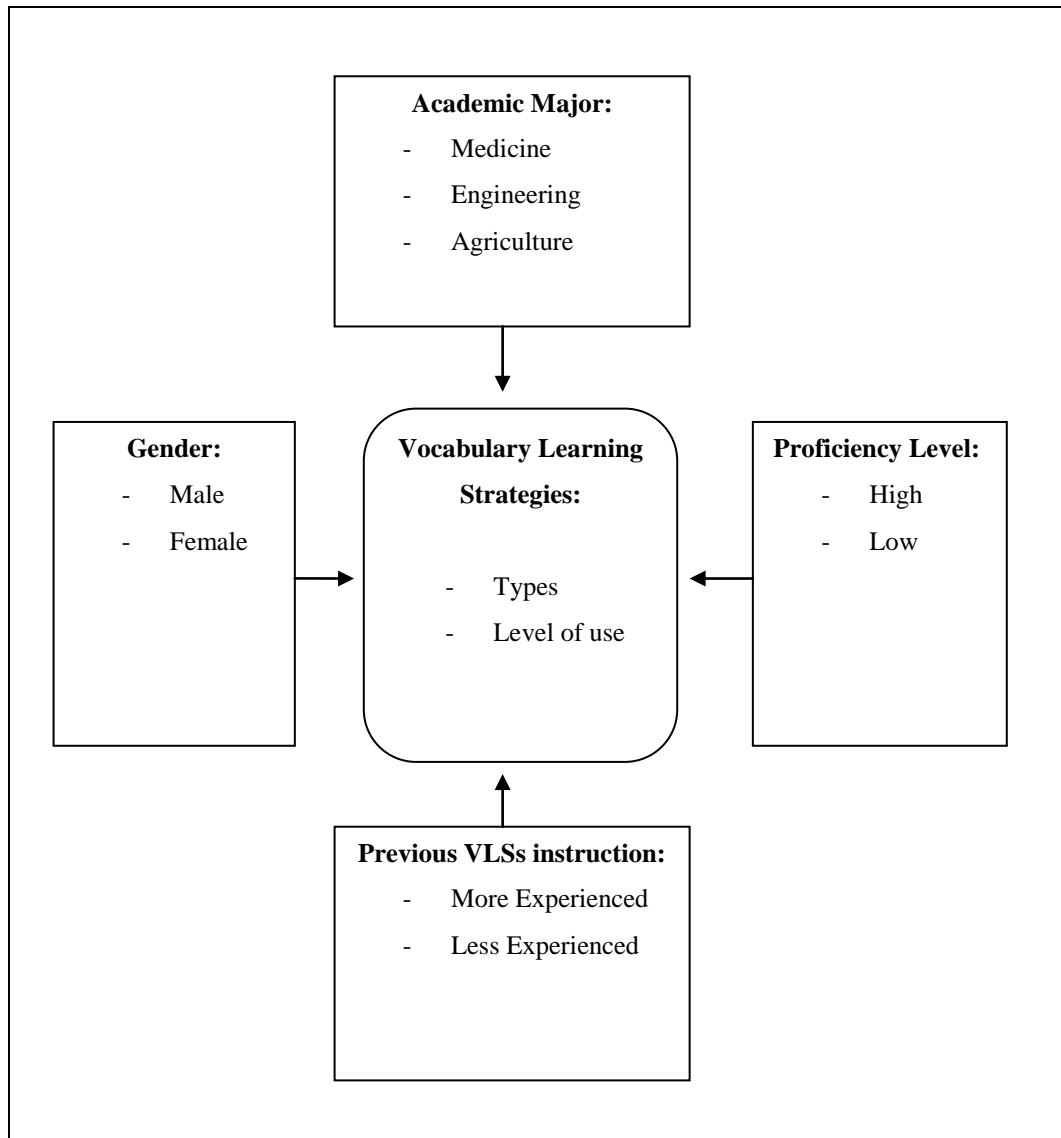 Academic Major:
- Medicine
- Engineering
- Agriculture
Gender:
- Male
- Female
Vocabulary Learning
Strategies:
- Types
- Level of use
Proficiency Level:
- High
- Low
Previous VLSs instruction:
- More Experienced
- Less Experienced